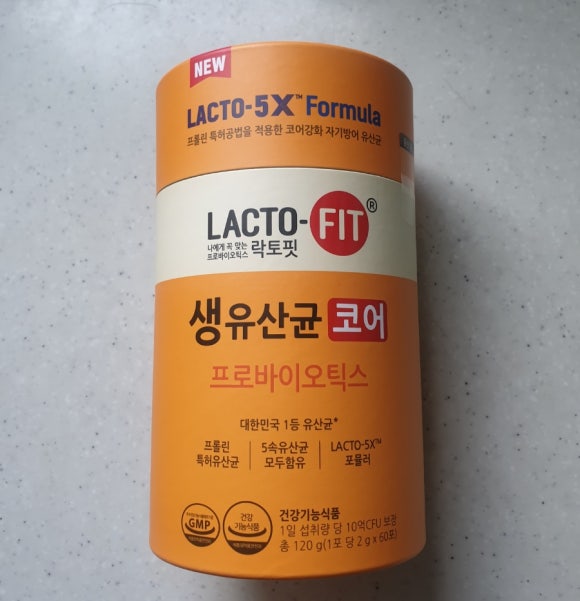 NEW
LACTO-5X™ Formula
프롤린 특허공법을 적용한 코어강화 자기방어 유산균
LACTO-FIT®
나에게 꼭 맞는
프로바이오틱스 락토핏
생유산균 코어
프로바이오틱스
대한민국 1등 유산균*
프롤린 5속유산균 LACTO-5X™
특허유산균 모두함유 포뮬러
GMP
건강
기능식품
건강기능식품
1일 섭취량 당 10억CFU 보장
총 120 g(1포 당 2 g x 60포)